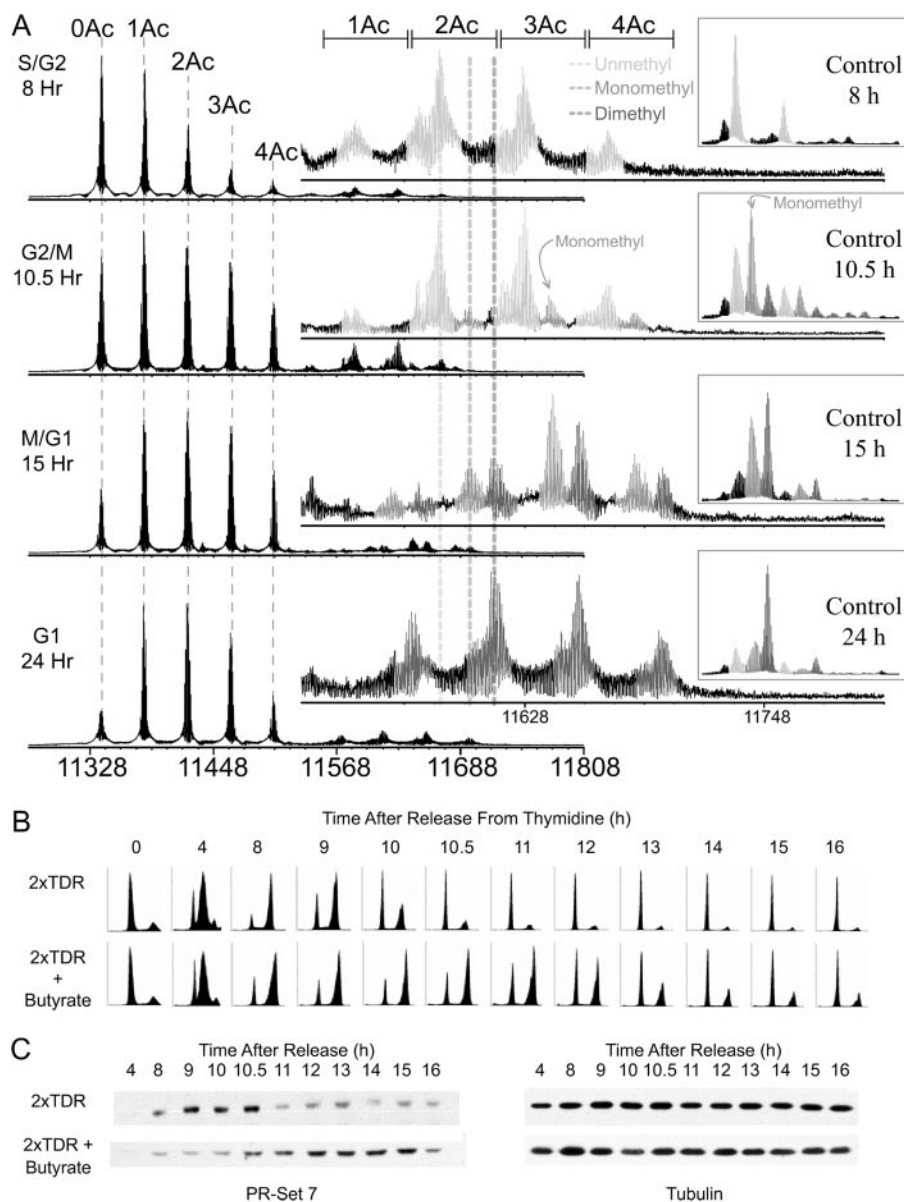 A
0Ac 1Ac 2Ac 3Ac 4Ac
1Ac 2Ac 3Ac 4Ac
S/G2
8 Hr
Unmethyl
Monomethyl
Dimethyl
Control
8 h
G2/M
10.5 Hr
Monomethyl
Monomethyl
Control
10.5 h
M/G1
15 Hr
Control
15 h
G1
24 Hr
Control
24 h
11628 11748
11328 11448 11568 11688 11808
B
Time After Release From Thymidine (h)
0 4 8 9 10 10.5 11 12 13 14 15 16
2xTDR
2xTDR
+
Butyrate
C
Time After Release (h)
4 8 9 10 10.5 11 12 13 14 15 16
2xTDR
2xTDR +
Butyrate
PR-Set 7
Time After Release (h)
4 8 9 10 10.5 11 12 13 14 15 16
Tubulin